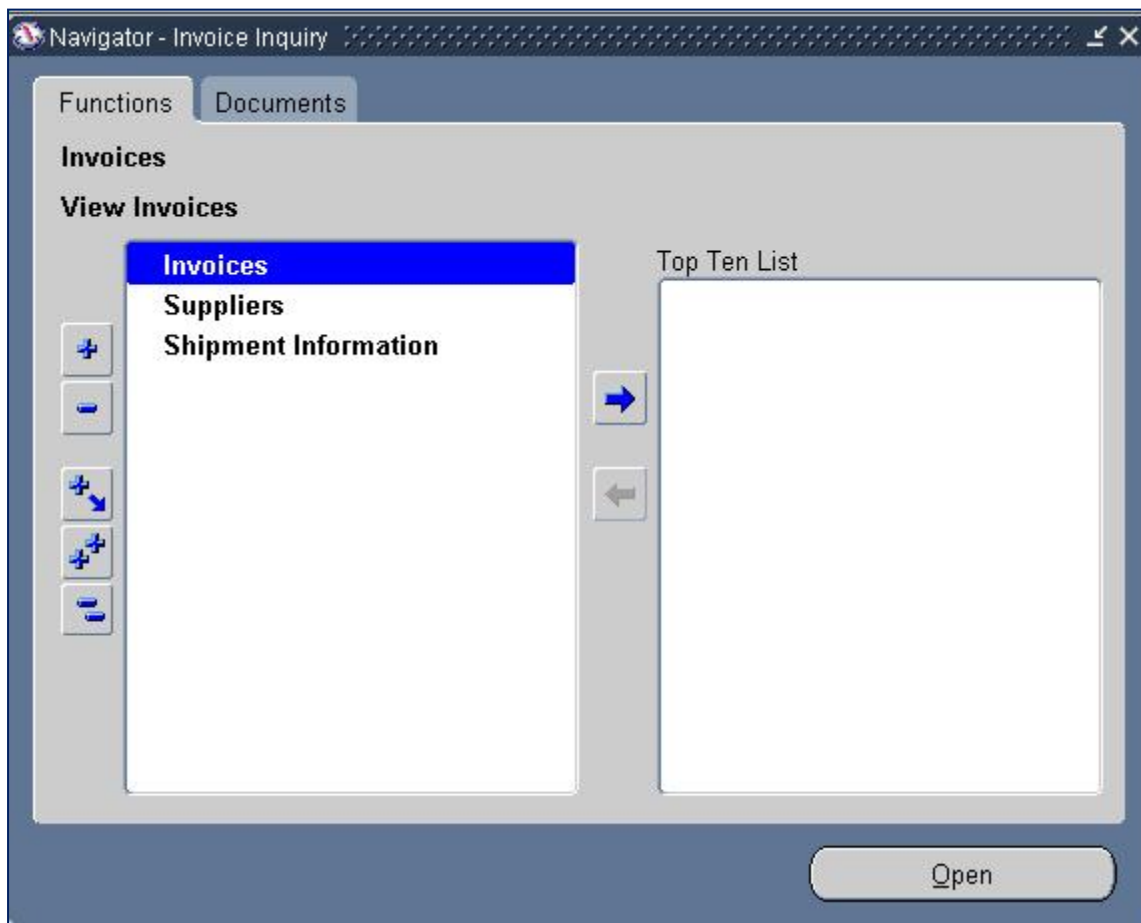 Navigator - Invoice Inquiry
Functions Documents
Invoices
View Invoices
Invoices
Suppliers
Shipment Information
Top Ten List
Open